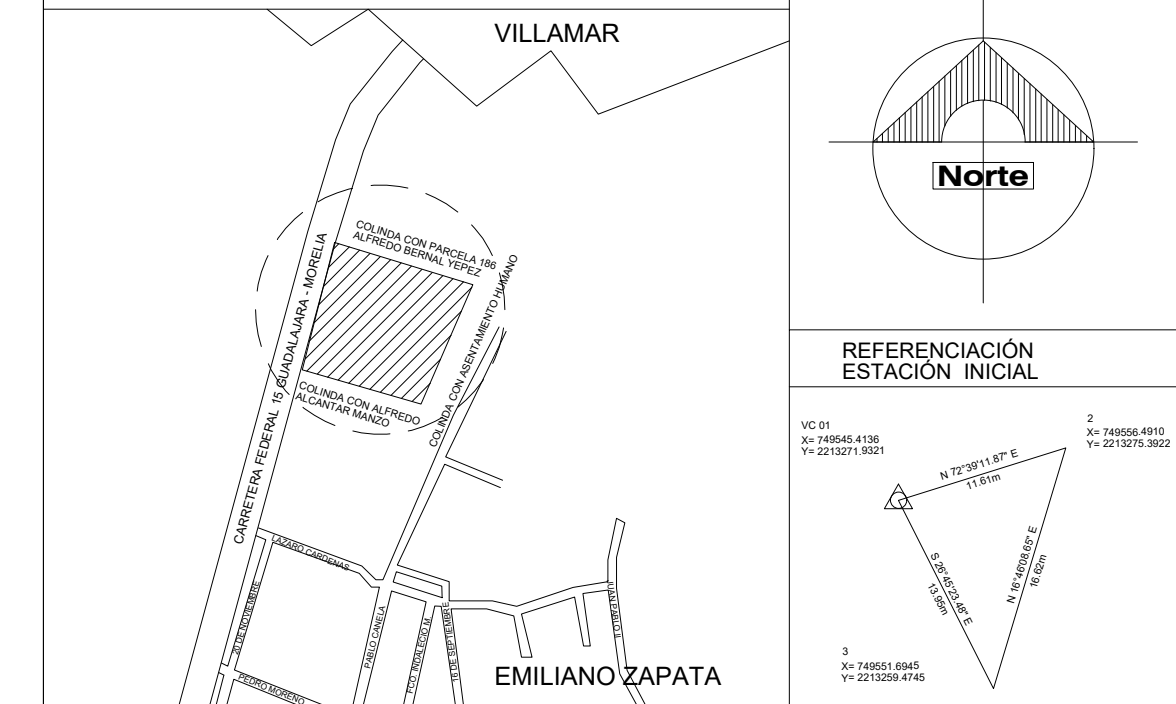 VILLAMAR
COLINDA CON PARCELA 186
ALFREDO BERNAL YEPEZ
COLINDA CON ASENTAMIENTO HUMANO
CARRETERA FEDERAL 15 GUADALAJARA - MORELIA
COLINDA CON ALFREDO
ALCANTAR MANZO
LAZARO CARDENAS
20 DE NOVIEMBRE
PABLO CANELA
FCO. INDALECIO M.
16 DE SEPTIEMBRE
JUAN PABLO II
PEDRO MORENO
EMILIANO ZAPATA
Norte
REFERENCIACIÓN
ESTACIÓN INICIAL
VC 01
X= 749545.4136
Y= 2213271.9321
2
X= 749556.4910
Y= 2213275.3922
N 72°39'11.87" E
11.61m
S 26°45'23.48" E
13.95m
N 16°46'08.65" E
16.62m
3
X= 749551.6945
Y= 2213259.4745